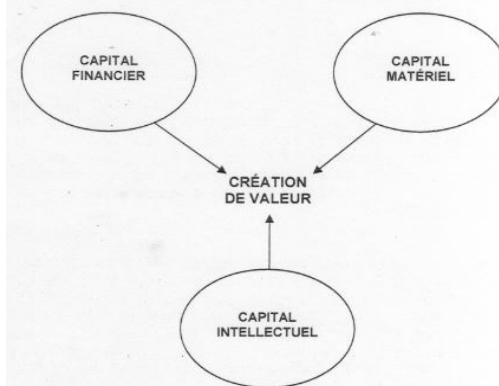 CAPITAL
FINANCIER
CAPITAL
MATÉRIEL
CRÉATION
DE VALEUR
CAPITAL
INTELLECTUEL